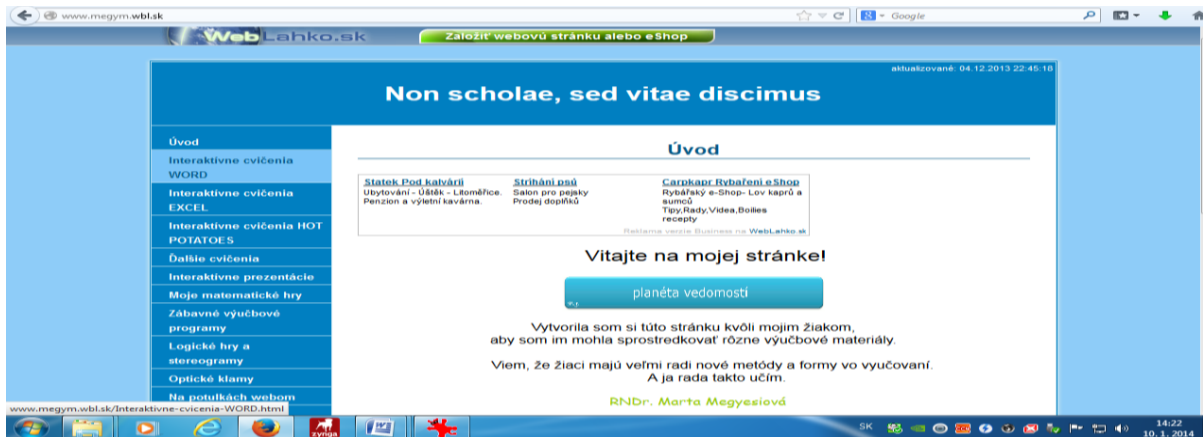 www.megym.wbl.sk
Google
WebLahko.sk
Založiť webovú stránku alebo eShop
aktualizované: 04.12.2013 22:45:18
Non scholae, sed vitae discimus
Úvod
Interaktívne cvičenia
WORD
Interaktívne cvičenia
EXCEL
Interaktívne cvičenia HOT
POTATOES
Ďalšie cvičenia
Interaktívne prezentácie
Moje matematické hry
Zábavné výučbové
programy
Logické hry a
stereogramy
Optické klamy
Na potulkách webom
Úvod
Statek Pod kalvárií
Ubytování - Úštěk - Litoměřice.
Penzion a výletní kavárna.
Stříhání psů
Salon pro pejsky
Prodej doplňků
Carpkapr Rybaření eShop
Rybářský e-Shop- Lov kaprů a
sumců
Tipy,Rady,Videa,Boilies
recepty
Reklama verzie Business na WebLahko.sk
Vitajte na mojej stránke!
planéta vedomostí
Vytvorila som si túto stránku kvôli mojim žiakom,
aby som im mohla sprostredkovať rôzne výučbové materiály.
Viem, že žiaci majú veľmi radi nové metódy a formy vo vyučovaní.
A ja rada takto učím.
RNDr. Marta Megyesiová
www.megym.wbl.sk/Interaktivne-cvicenia-WORD.html
zynga
SK
14:22
10. 1. 2014